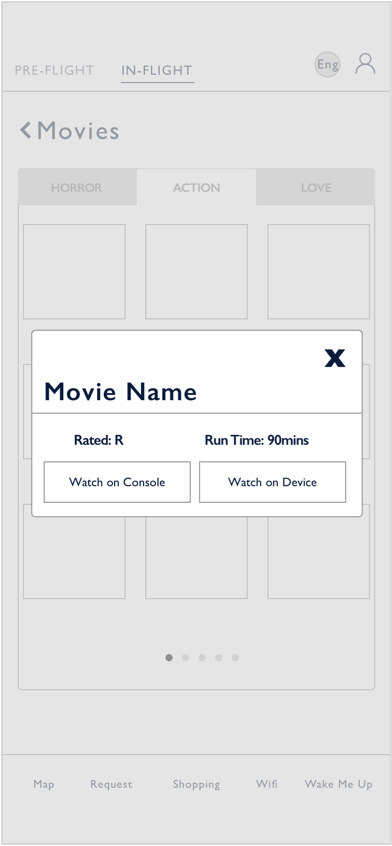 PRE-FLIGHT IN-FLIGHT Eng
Movies
HORROR ACTION LOVE
X
Movie Name
Rated: R Run Time: 90mins
Watch on Console Watch on Device
Map Request Shopping Wifi Wake Me Up